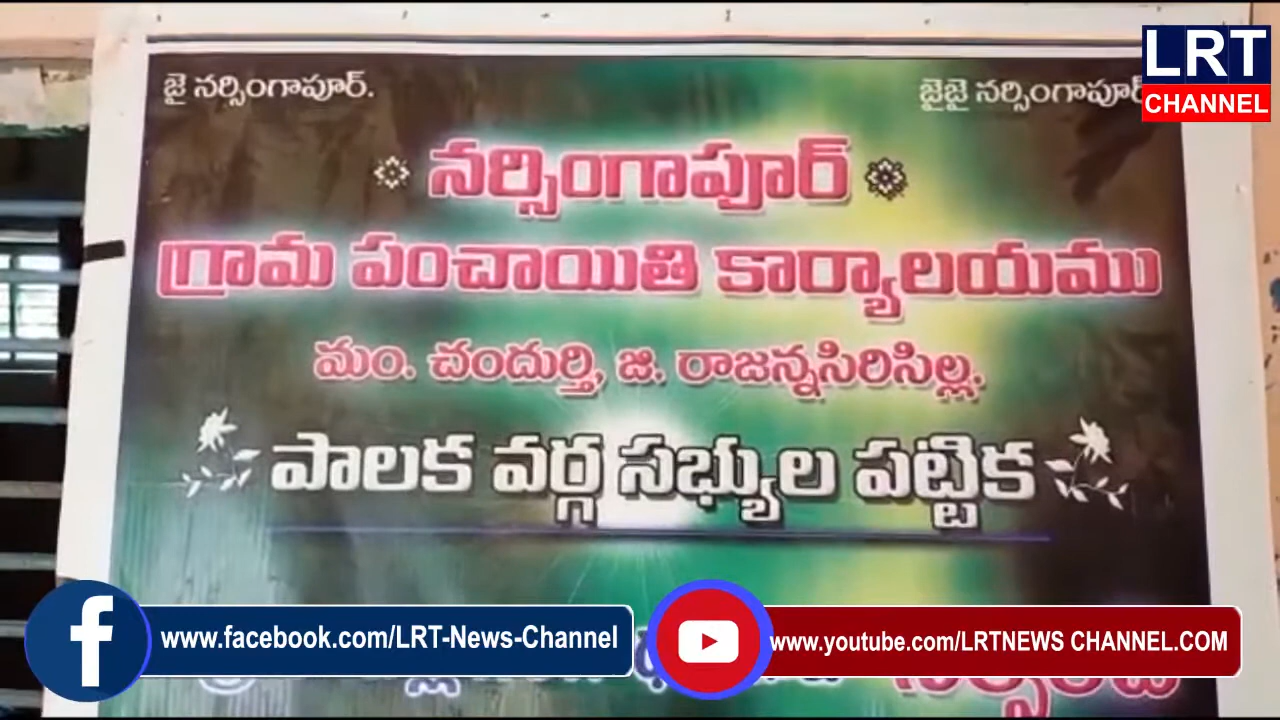 జై నర్సింగాపూర్.
జైజై నర్సింగాపూర్
LRT
CHANNEL
నర్సింగాపూర్
గ్రామ పంచాయితి కార్యాలయము
మం. చందుర్తి, జి. రాజన్నసిరిసిల్ల.
పాలక వర్గ సభ్యుల పట్టిక
www.facebook.com/LRT-News-Channel
www.youtube.com/LRTNEWS CHANNEL.COM